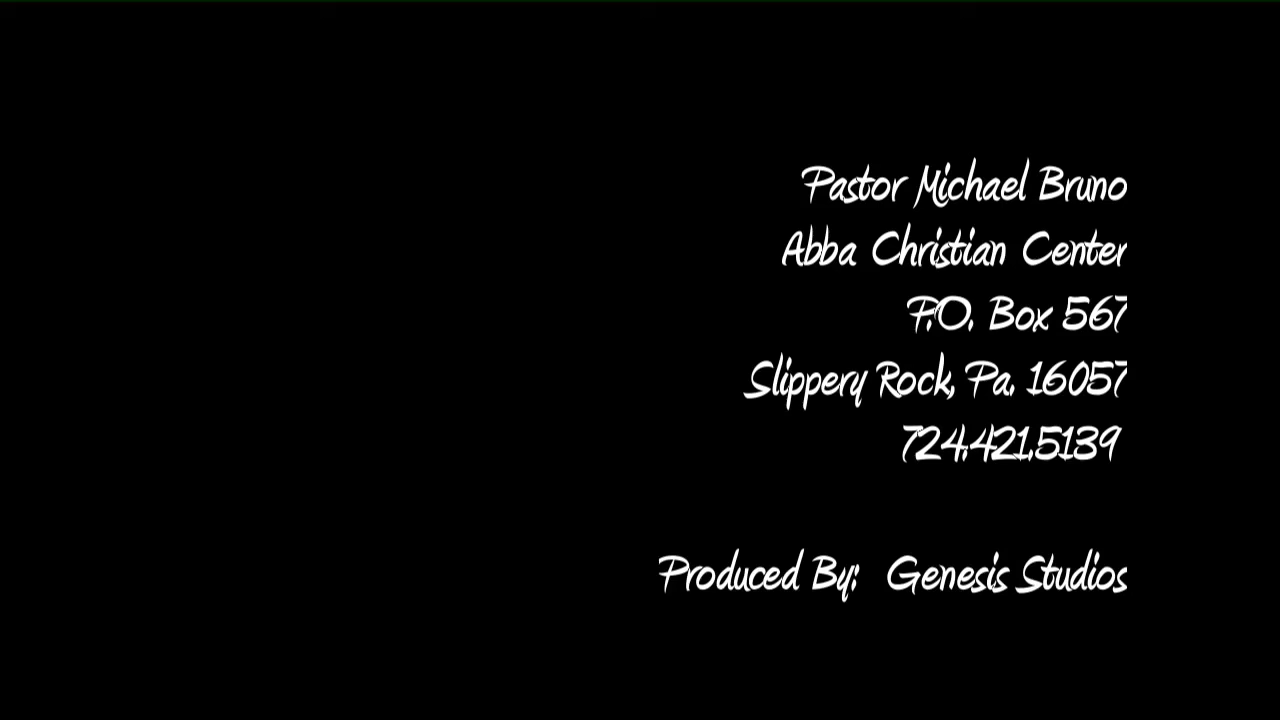 Pastor Michael Bruno
Abba Christian Center
P.O. Box 567
Slippery Rock, Pa. 16057
724.421.5139
Produced By: Genesis Studios